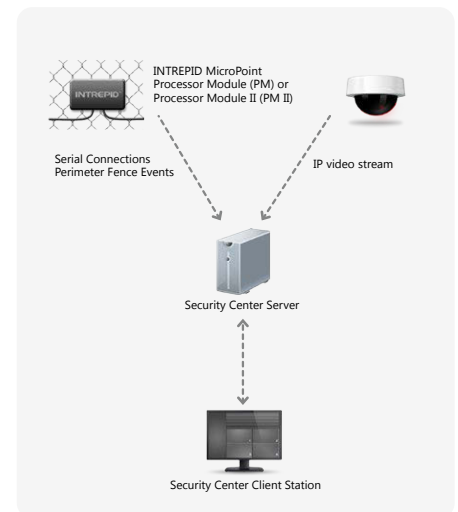 INTREPID
INTREPID MicroPoint
Processor Module (PM) or
Processor Module II (PM II)
Serial Connections
Perimeter Fence Events
IP video stream
Security Center Server
Security Center Client Station